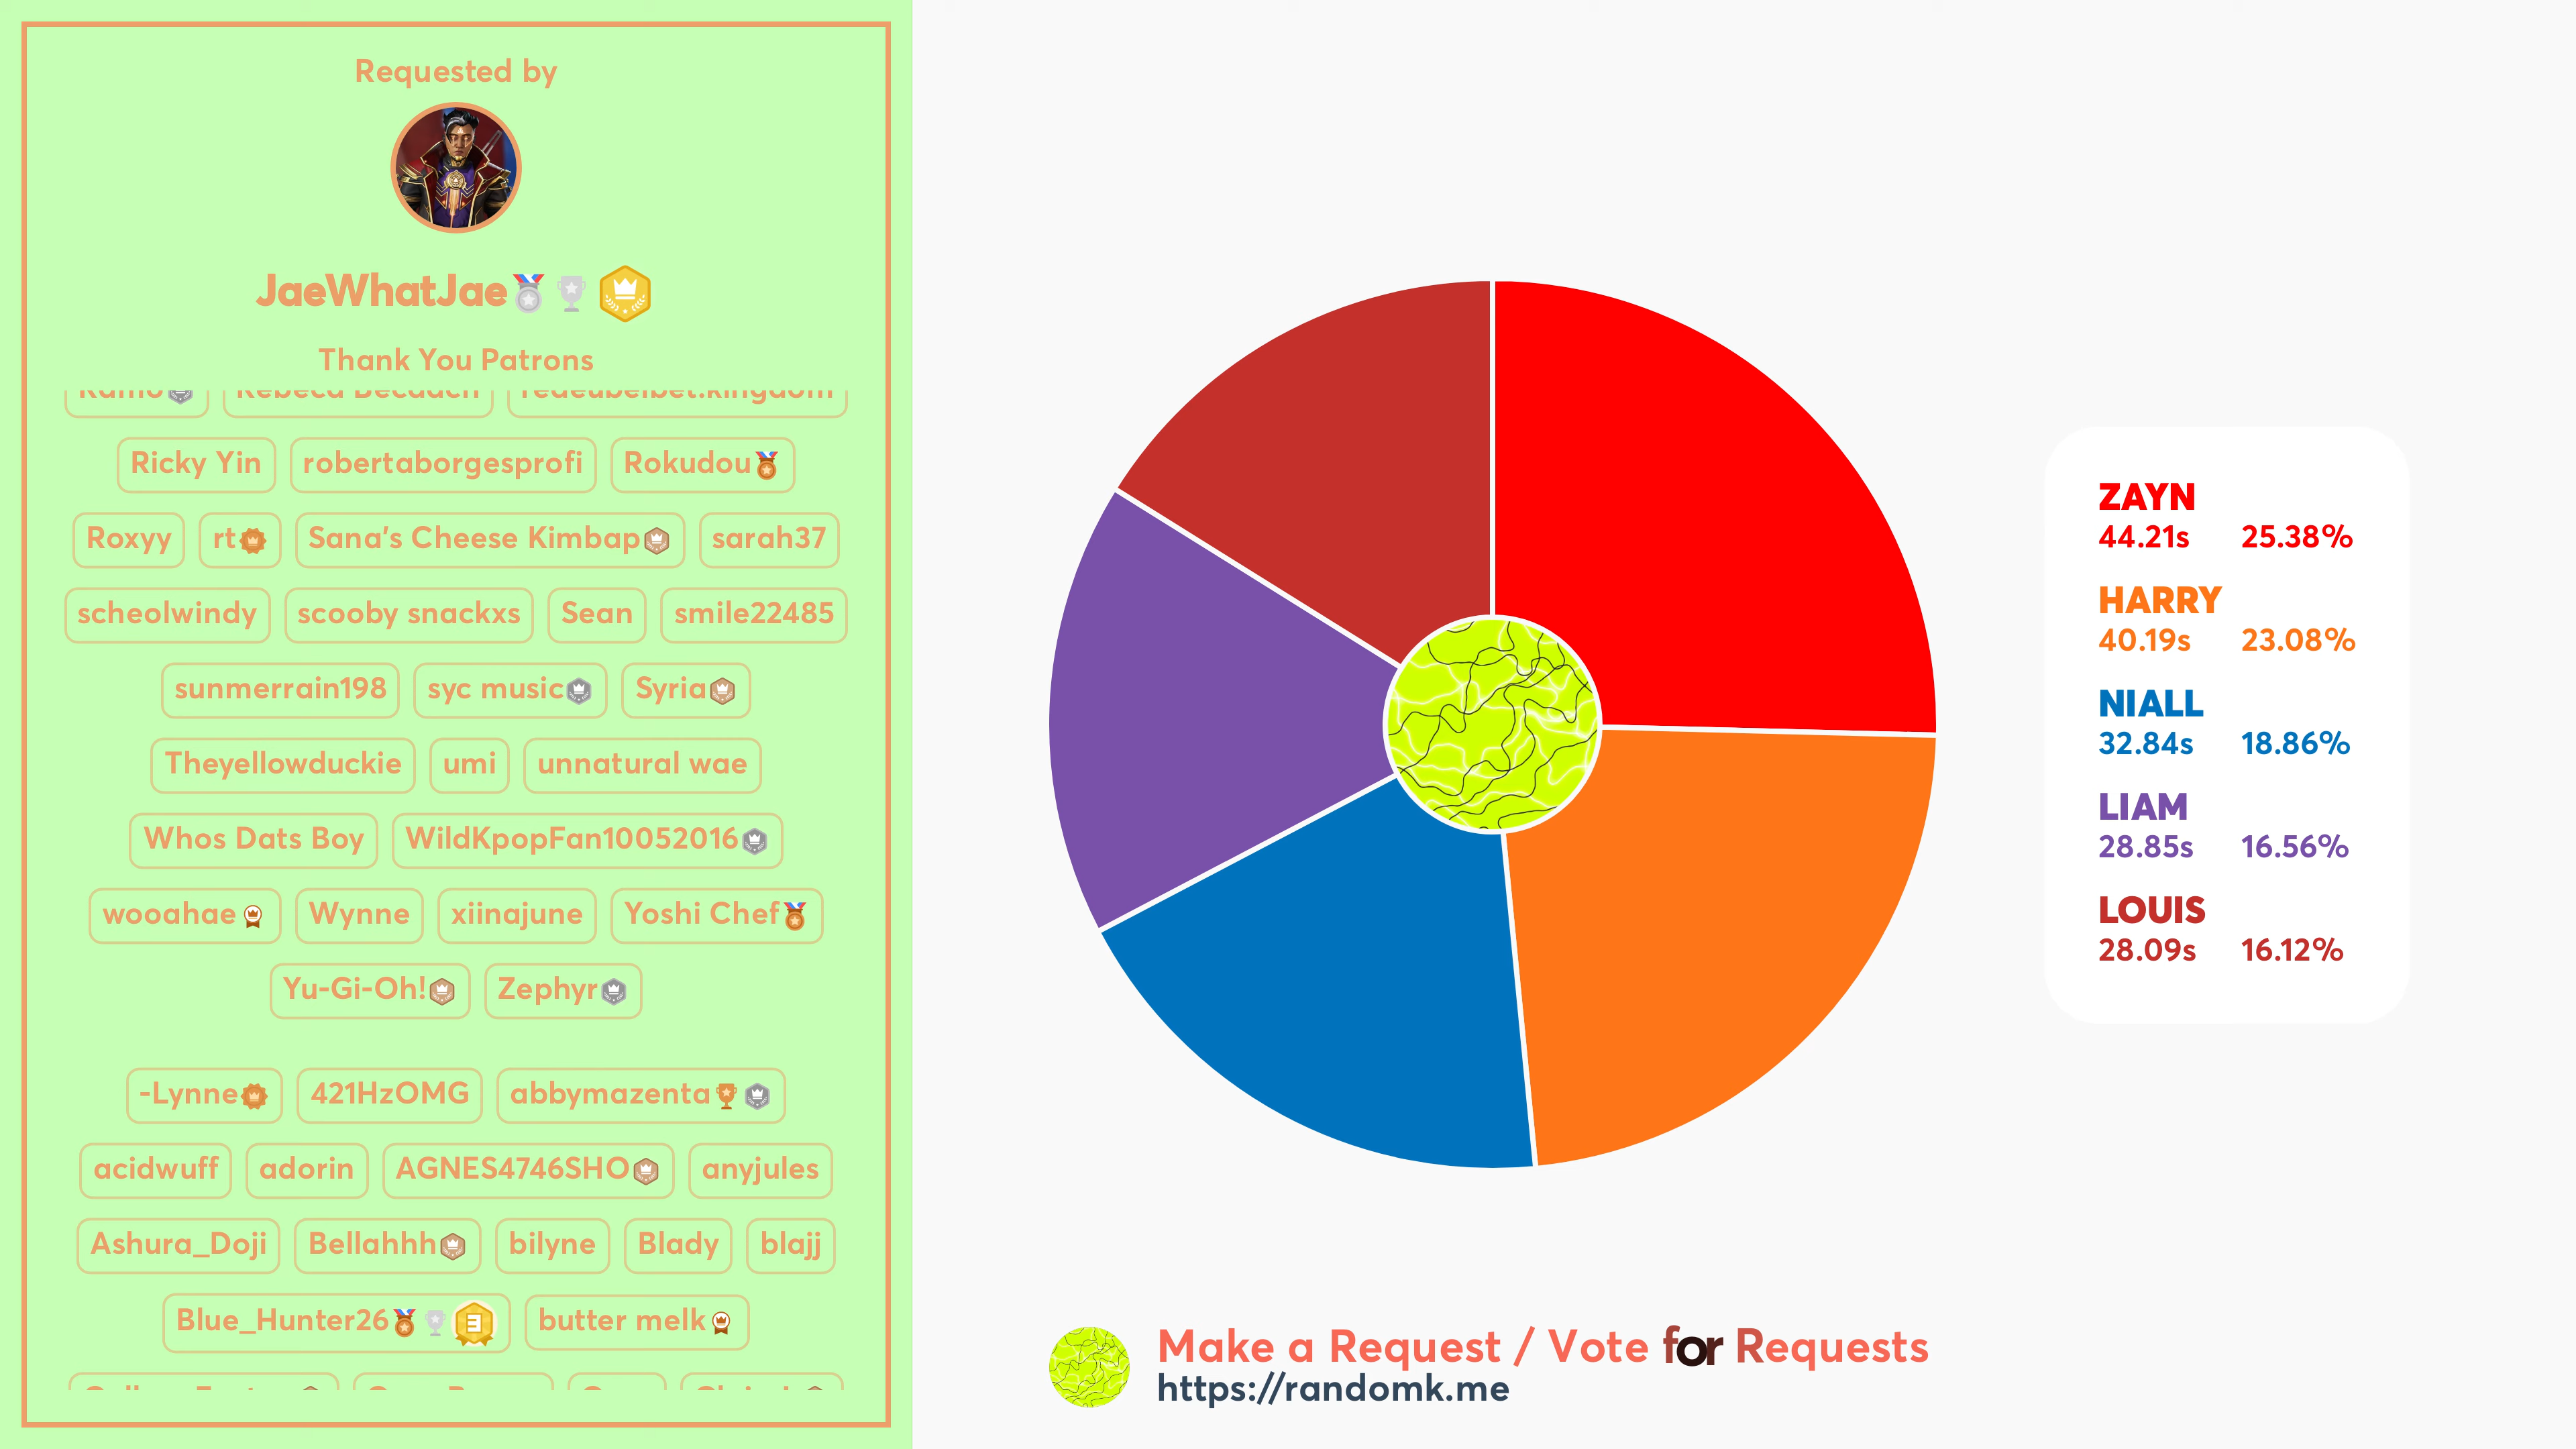 Requested by
JaeWhatJae
Thank You Patrons
Ricky Yin robertaborgesprofi Rokudou
Roxyy rt Sana's Cheese Kimbap sarah37
scheolwindy scooby snackxs Sean smile22485
sunmerrain198 syc music Syria
Theyellowduckie umi unnatural wae
Whos Dats Boy WildKpopFan10052016
wooahae Wynne xiinajune Yoshi Chef
Yu-Gi-Oh! Zephyr
-Lynne 421HzOMG abbymazenta
acidwuff adorin AGNES4746SHO anyjules
Ashura_Doji Bellahhh bilyne Blady blajj
Blue_Hunter26 3 butter melk
ZAYN
44.21s 25.38%
HARRY
40.19s 23.08%
NIALL
32.84s 18.86%
LIAM
28.85s 16.56%
LOUIS
28.09s 16.12%
Make a Request / Vote for Requests
https://randomk.me